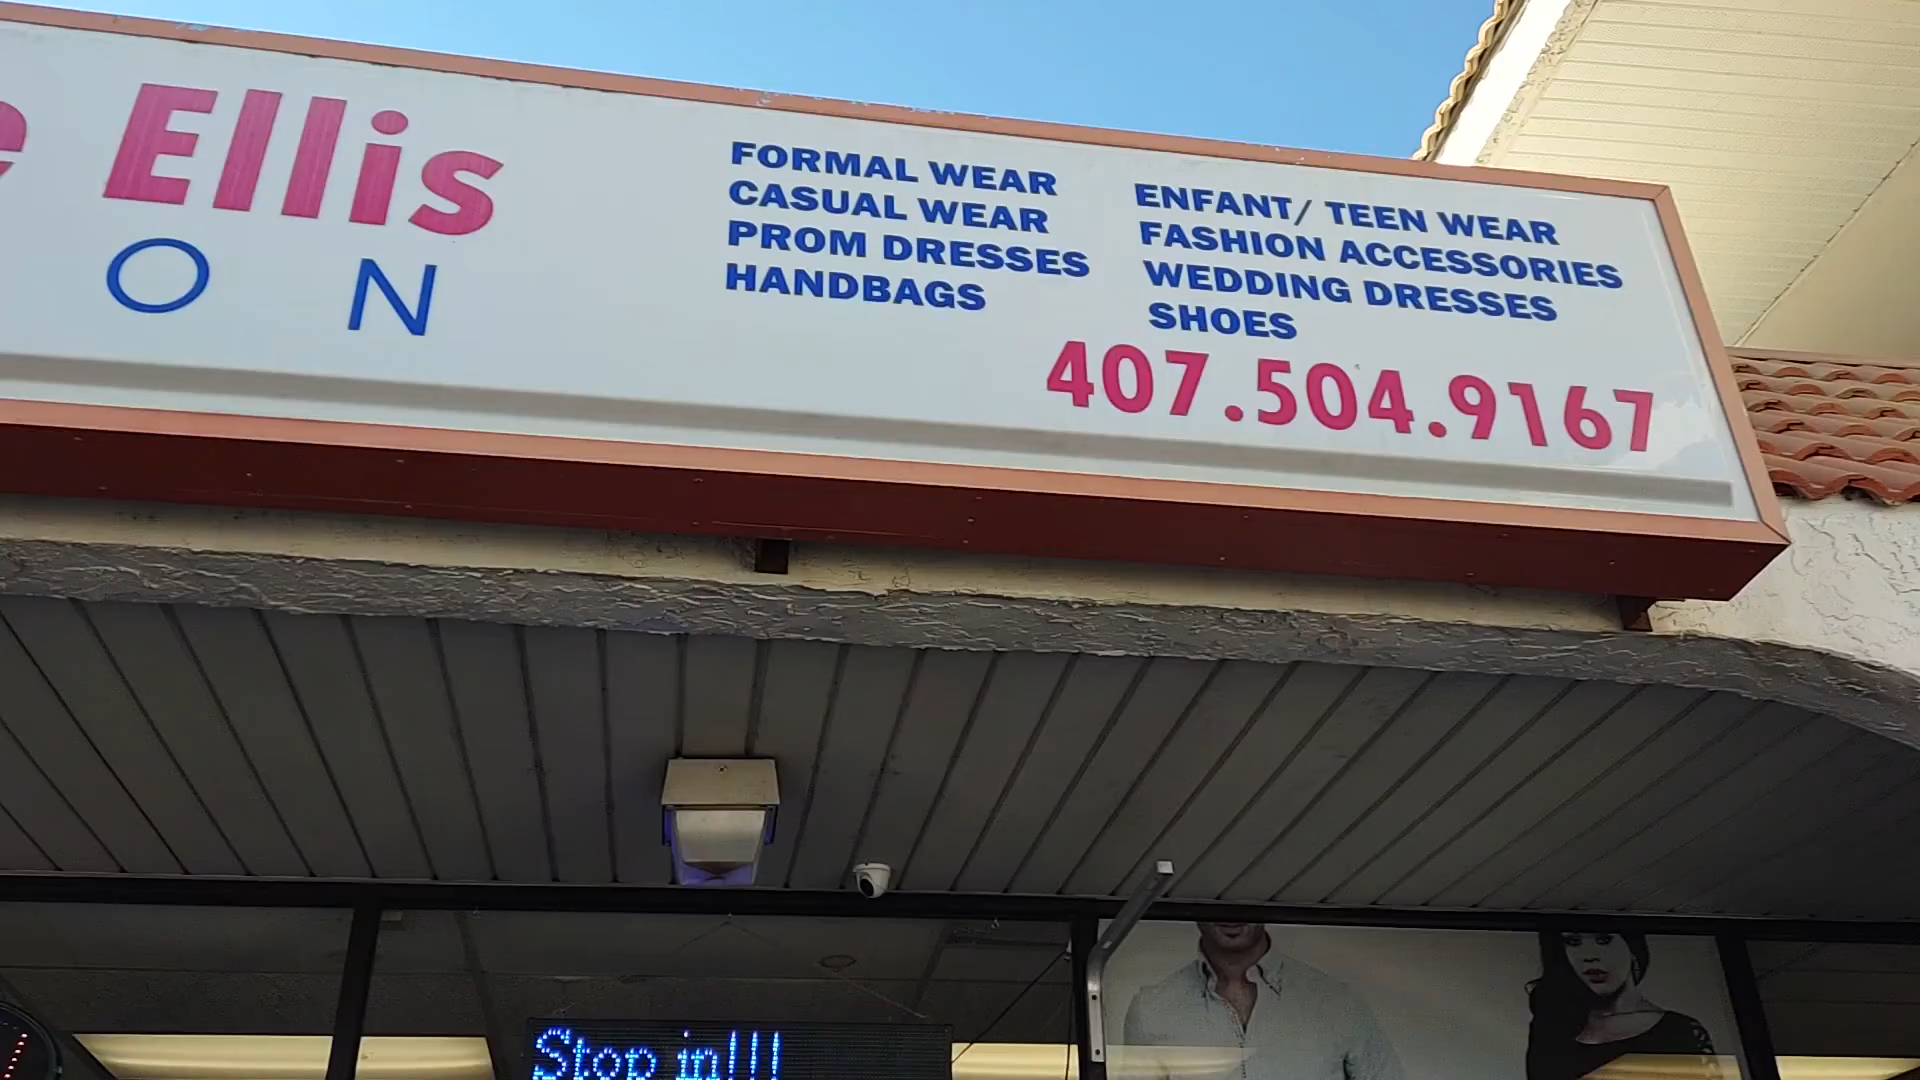 Ellis
O N
FORMAL WEAR
CASUAL WEAR
PROM DRESSES
HANDBAGS
ENFANT/ TEEN WEAR
FASHION ACCESSORIES
WEDDING DRESSES
SHOES
407.504.9167
Stop in!!!